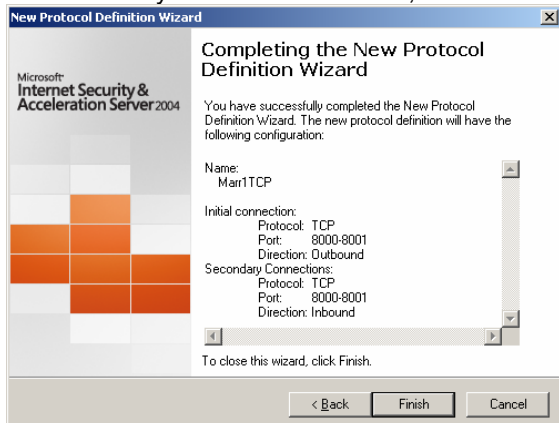 New Protocol Definition Wizard
Microsoft
Internet Security &
Acceleration Server 2004
Completing the New Protocol
Definition Wizard
You have successfully completed the New Protocol
Definition Wizard. The new protocol definition will have the
following configuration:
Name:
Marr1TCP
Initial connection:
Protocol: TCP
Port: 8000-8001
Direction: Outbound
Secondary Connections:
Protocol: TCP
Port: 8000-8001
Direction: Inbound
To close this wizard, click Finish.
< Back Finish Cancel